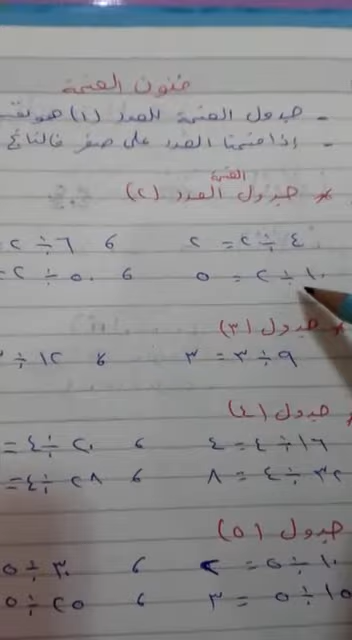 فنون القسمة
- جدول القسمة للعدد (١) هو نفسه
- إذا قسمنا العدد على صفر فالناتج
* جدول القسمة العدد (٢)
٤ ÷ ٢ = ٢ ، ٦ ÷ ٢
١٠ ÷ ٢ = ٥ ، ٥٠ ÷ ٢ =
* جدول (٣)
٩ ÷ ٣ = ٣ ، ١٢ ÷
* جدول (٤)
١٦ ÷ ٤ = ٤ ، ٢٠ ÷ ٤ =
٣٢ ÷ ٤ = ٨ ، ٢٨ ÷ ٤ =
جدول (٥)
١٠ ÷ ٥ = ٢ ، ٣٠ ÷ ٥
١٥ ÷ ٥ = ٣ ، ٢٥ ÷ ٥